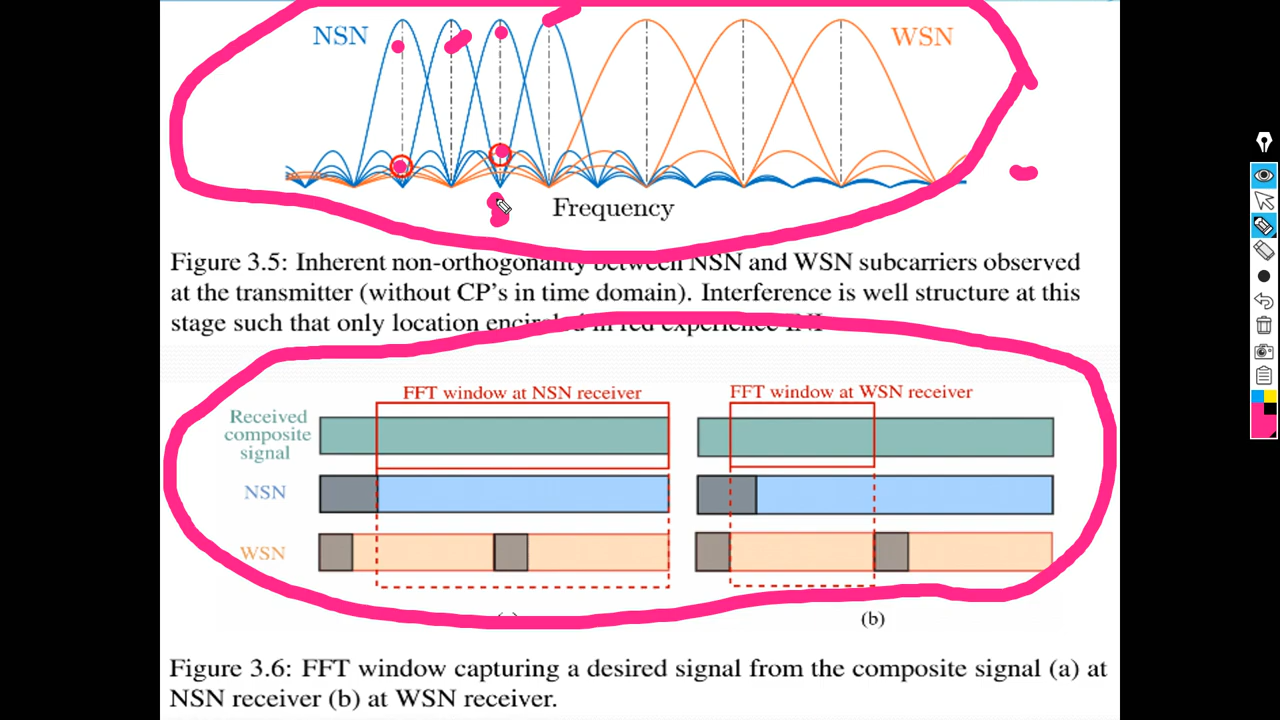 NSN
WSN
Frequency
Figure 3.5: Inherent non-orthogonality between NSN and WSN subcarriers observed
at the transmitter (without CP's in time domain). Interference is well structure at this
stage such that only location encircled in red experience INI
FFT window at NSN receiver
FFT window at WSN receiver
Received
composite
signal
NSN
WSN
(b)
Figure 3.6: FFT window capturing a desired signal from the composite signal (a) at
NSN receiver (b) at WSN receiver.